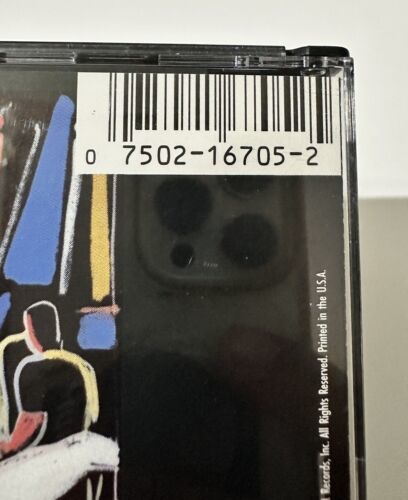 0 7502-16705-2
Records, Inc. All Rights Reserved. Printed in the U.S.A.